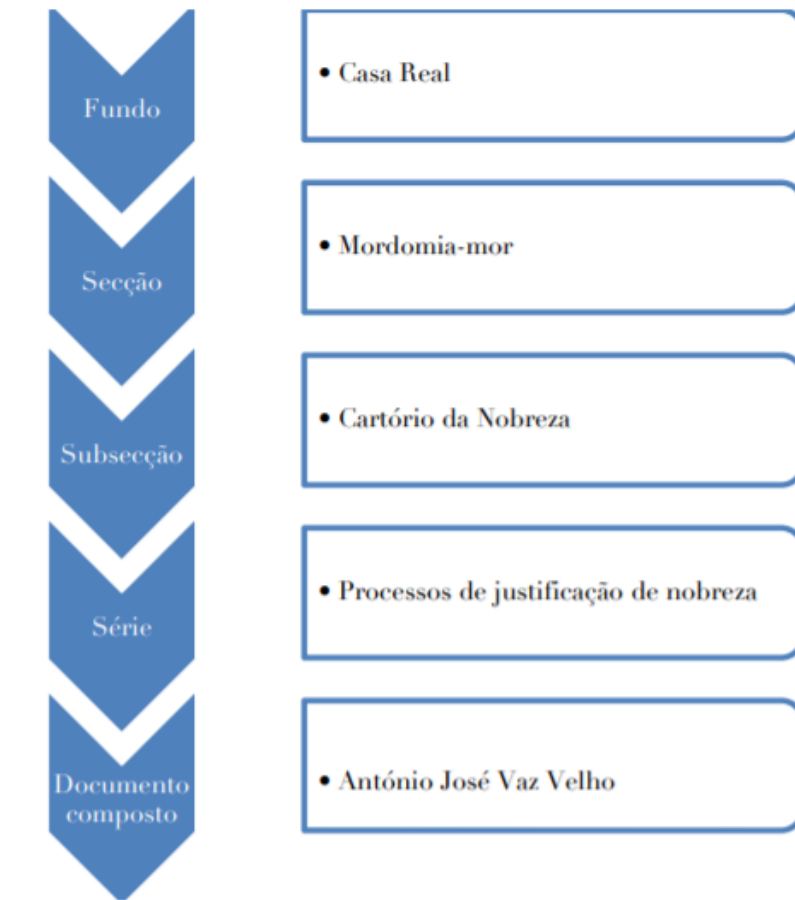 Fundo
• Casa Real
Secção
• Mordomia-mor
Subsecção
• Cartório da Nobreza
Série
• Processos de justificação de nobreza
Documento
composto
• António José Vaz Velho